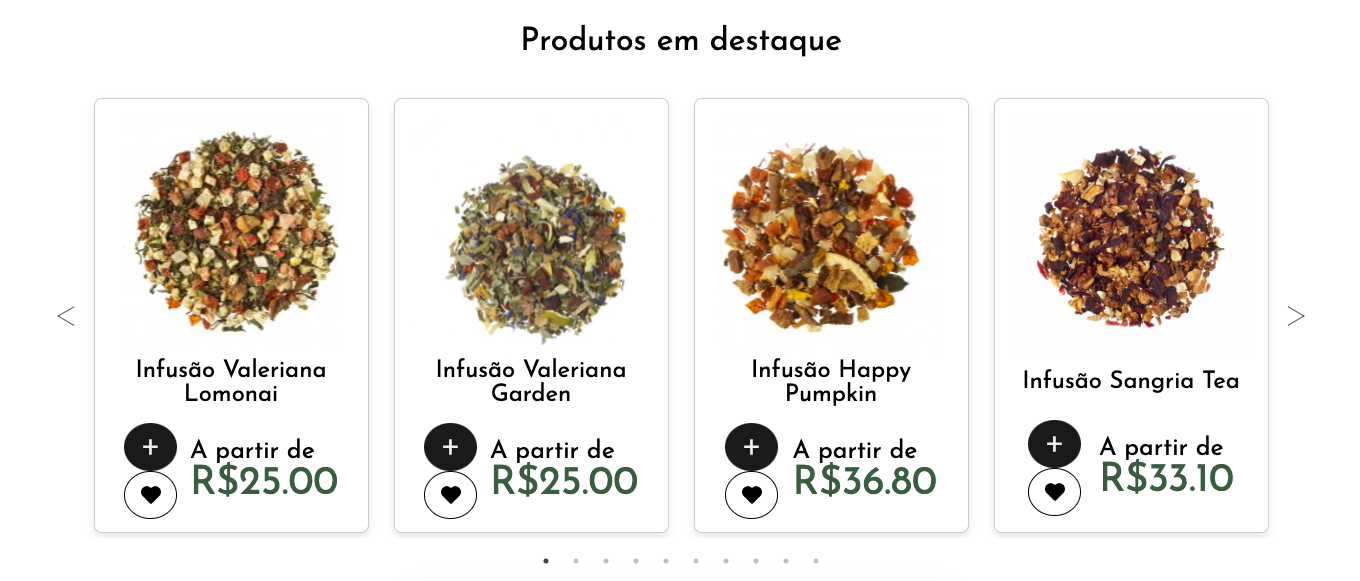 Produtos em destaque
Infusão Valeriana
Lomonai
A partir de
R$25.00
Infusão Valeriana
Garden
A partir de
R$25.00
Infusão Happy
Pumpkin
A partir de
R$36.80
Infusão Sangria Tea
A partir de
R$33.10